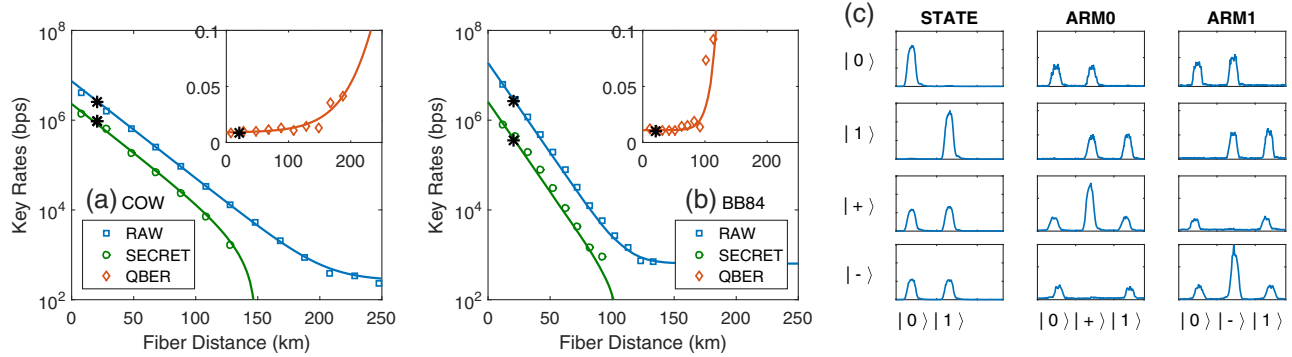 10^8
10^6
10^4
10^2
Key Rates (bps)
0 50 100 150 200 250
Fiber Distance (km)
0.1
0.05
0
0 100 200
(a) COW
RAW
SECRET
QBER
10^8
10^6
10^4
10^2
Key Rates (bps)
0 50 100 150 200 250
Fiber Distance (km)
0.1
0.05
0
0 100 200
(b) BB84
RAW
SECRET
QBER
(c)
STATE ARM0 ARM1
| 0 ⟩
| 1 ⟩
| + ⟩
| - ⟩
| 0 ⟩ | 1 ⟩ | 0 ⟩ | + ⟩ | 1 ⟩ | 0 ⟩ | - ⟩ | 1 ⟩